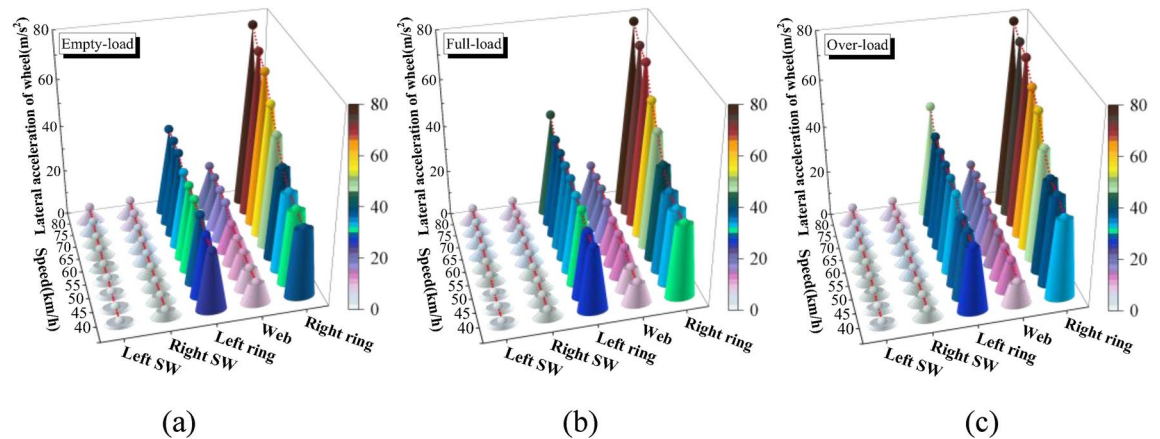 Empty-load
Lateral acceleration of wheel(m/s²)
80
60
40
20
0
80
75
70
65
60
55
50
45
40
Speed(km/h)
Left SW
Right SW
Left ring
Web
Right ring
80
60
40
20
0
(a)
Full-load
Lateral acceleration of wheel(m/s²)
80
60
40
20
0
80
75
70
65
60
55
50
45
40
Speed(km/h)
Left SW
Right SW
Left ring
Web
Right ring
80
60
40
20
0
(b)
Over-load
Lateral acceleration of wheel(m/s²)
80
60
40
20
0
80
75
70
65
60
55
50
45
40
Speed(km/h)
Left SW
Right SW
Left ring
Web
Right ring
80
60
40
20
0
(c)